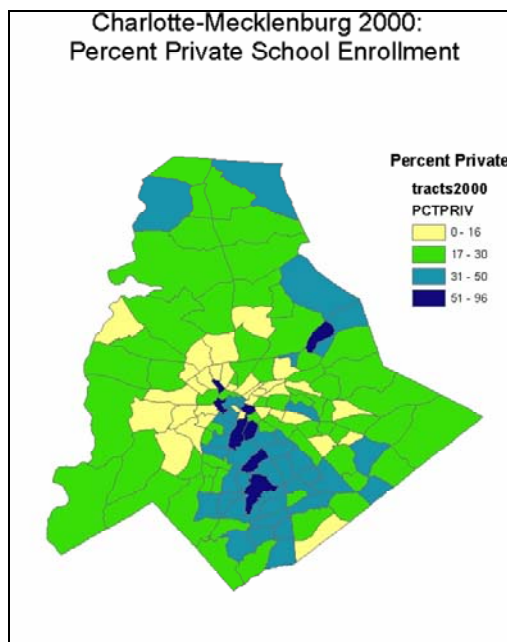 Charlotte-Mecklenburg 2000:
Percent Private School Enrollment
Percent Private
tracts2000
PCTPRIV
0 - 16
17 - 30
31 - 50
51 - 96